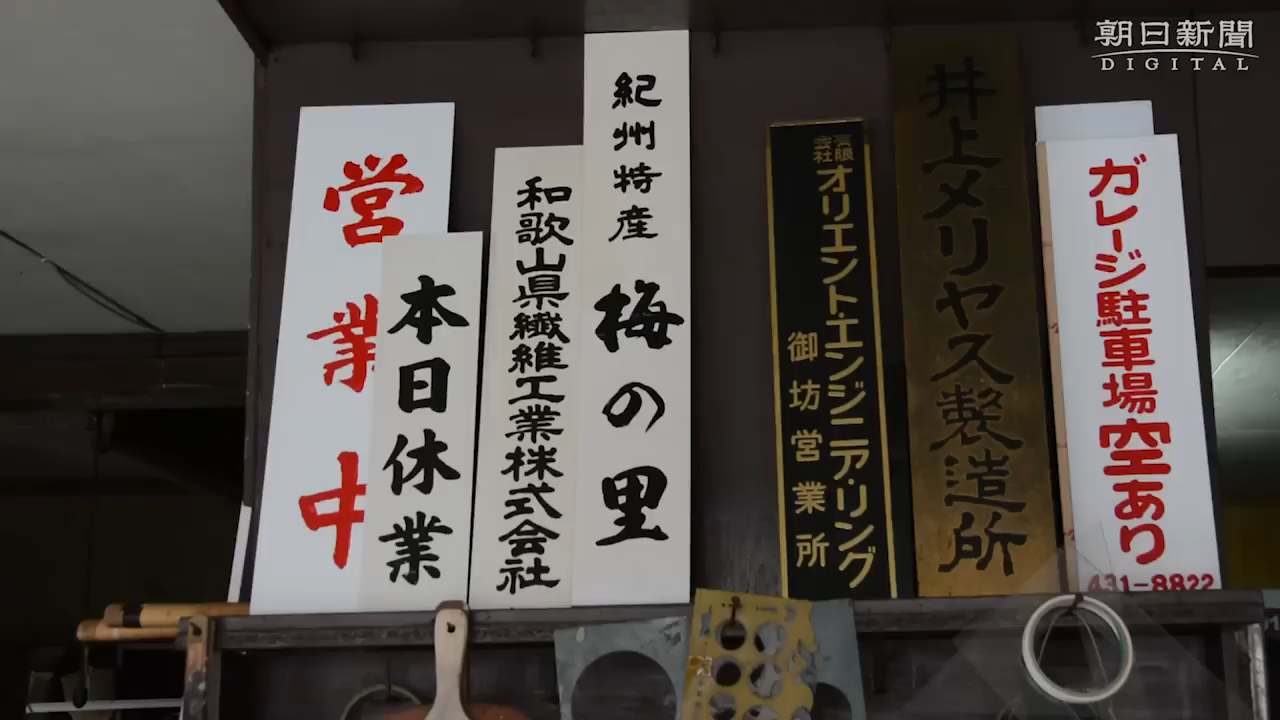 朝日新聞
DIGITAL
営業中
本日休業
和歌山県繊維工業株式会社
紀州特産 梅の里
有限会社 オリエント・エンジニア・リング
御坊営業所
井上メリヤス製造所
ガレージ駐車場空あり
431-8822